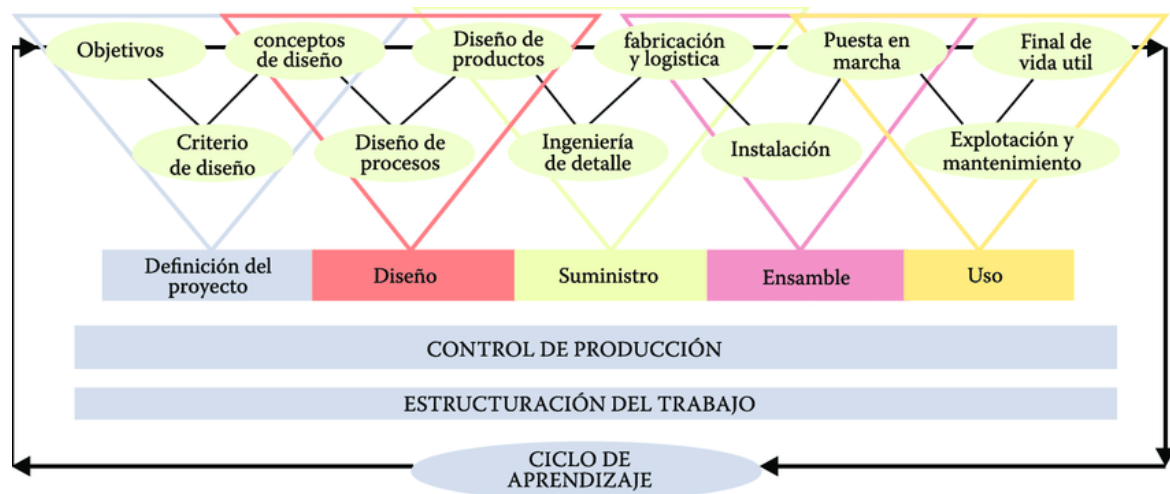 Objetivos
conceptos
de diseño
Diseño de
productos
fabricación
y logistica
Puesta en
marcha
Final de
vida util
Criterio
de diseño
Diseño de
procesos
Ingeniería
de detalle
Instalación
Explotación y
mantenimiento
Definición del
proyecto
Diseño
Suministro
Ensamble
Uso
CONTROL DE PRODUCCIÓN
ESTRUCTURACIÓN DEL TRABAJO
CICLO DE
APRENDIZAJE